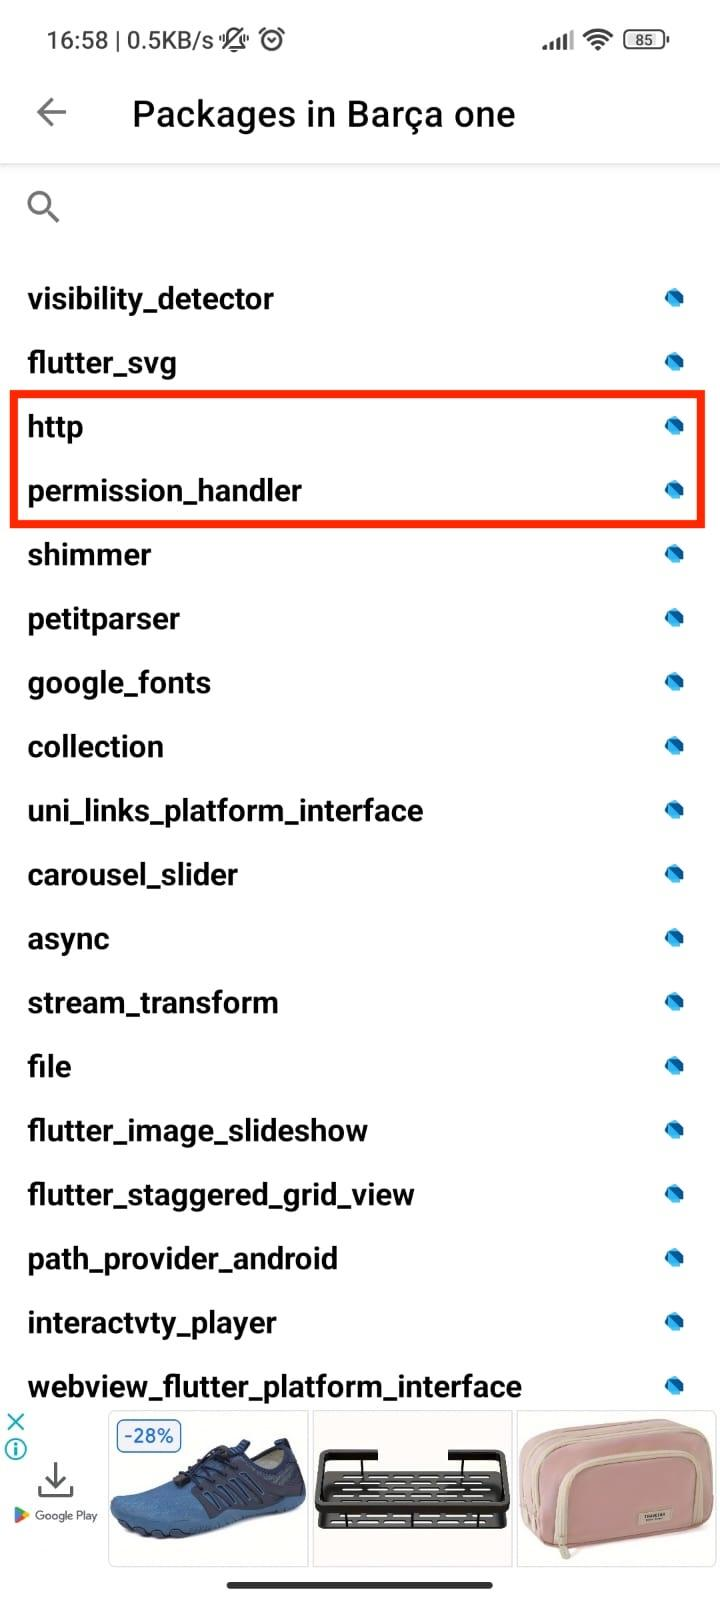 16:58 | 0.5KB/s
85
Packages in Barça one
visibility_detector
flutter_svg
http
permission_handler
shimmer
petitparser
google_fonts
collection
uni_links_platform_interface
carousel_slider
async
stream_transform
file
flutter_image_slideshow
flutter_staggered_grid_view
path_provider_android
interactvty_player
webview_flutter_platform_interface
-28%
Google Play